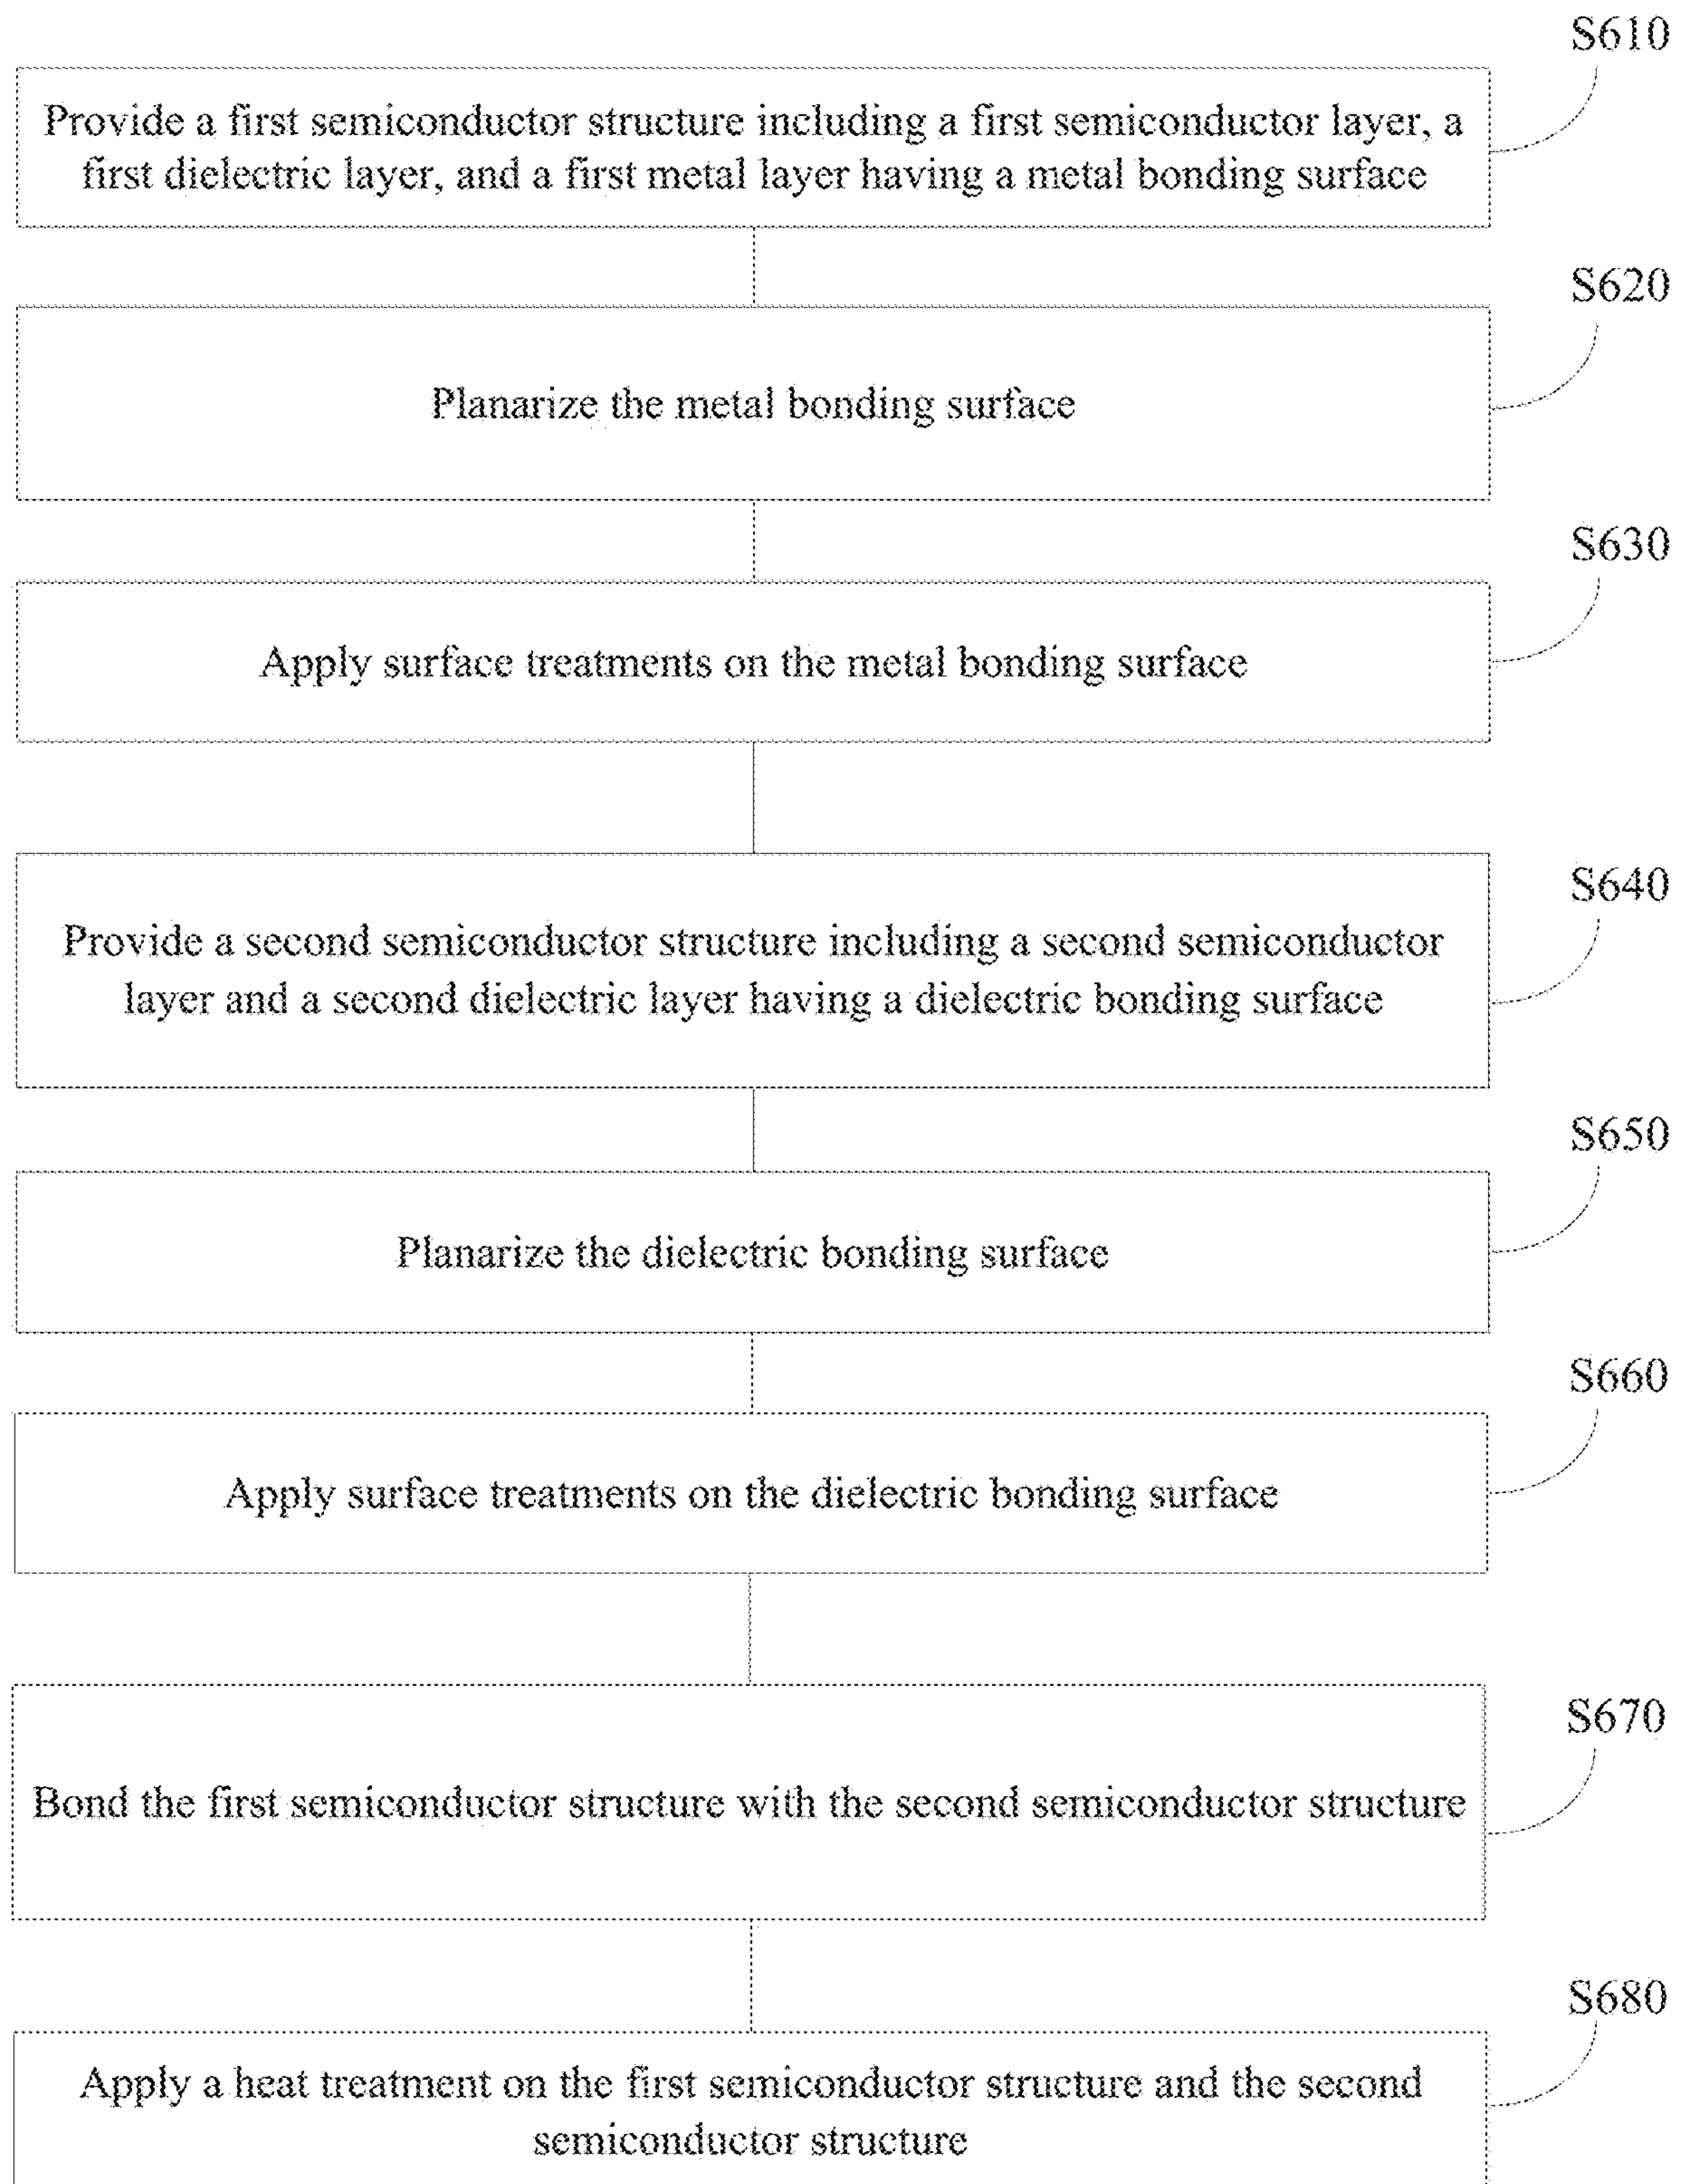 S610
Provide a first semiconductor structure including a first semiconductor layer, a
first dielectric layer, and a first metal layer having a metal bonding surface
S620
Planarize the metal bonding surface
S630
Apply surface treatments on the metal bonding surface
S640
Provide a second semiconductor structure including a second semiconductor
layer and a second dielectric layer having a dielectric bonding surface
S650
Planarize the dielectric bonding surface
S660
Apply surface treatments on the dielectric bonding surface
S670
Bond the first semiconductor structure with the second semiconductor structure
S680
Apply a heat treatment on the first semiconductor structure and the second
semiconductor structure